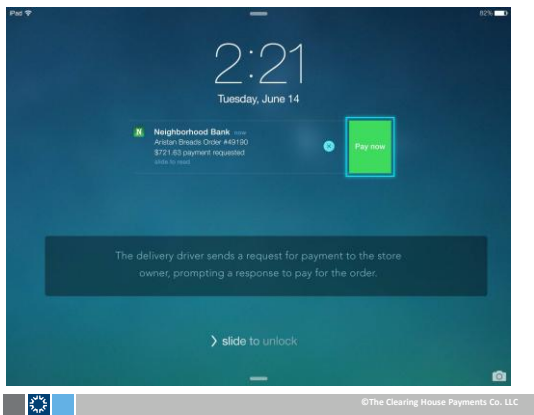 iPad
82%
2:21
Tuesday, June 14
N
Neighborhood Bank now
Aristan Breads Order #49190
$721.63 payment requested
slide to read
Pay now
The delivery driver sends a request for payment to the store
owner, prompting a response to pay for the order.
> slide to unlock
©The Clearing House Payments Co. LLC